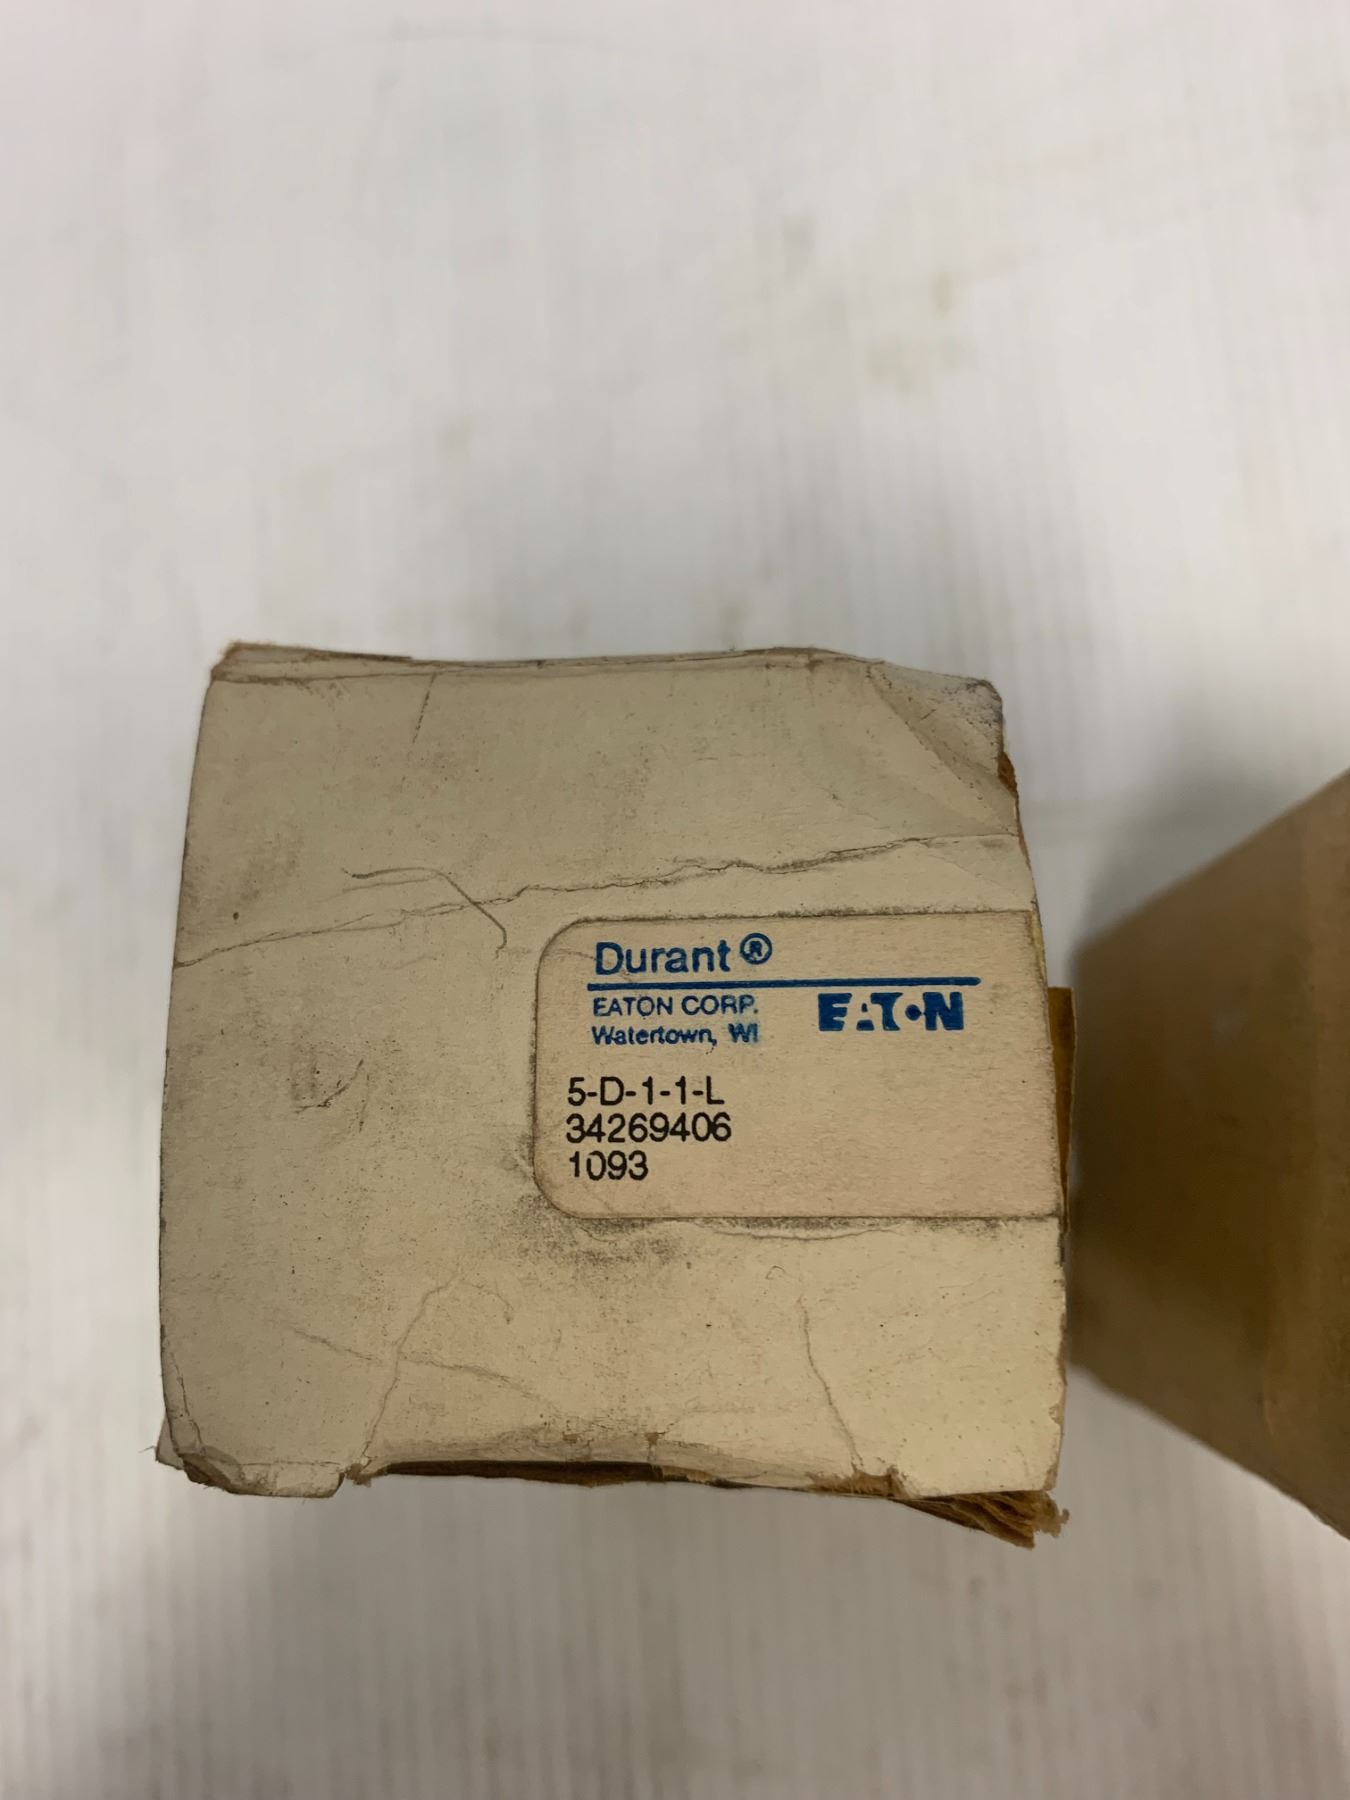 Durant®
EATON CORP.
Watertown, WI
EATON
5-D-1-1-L
34269406
1093